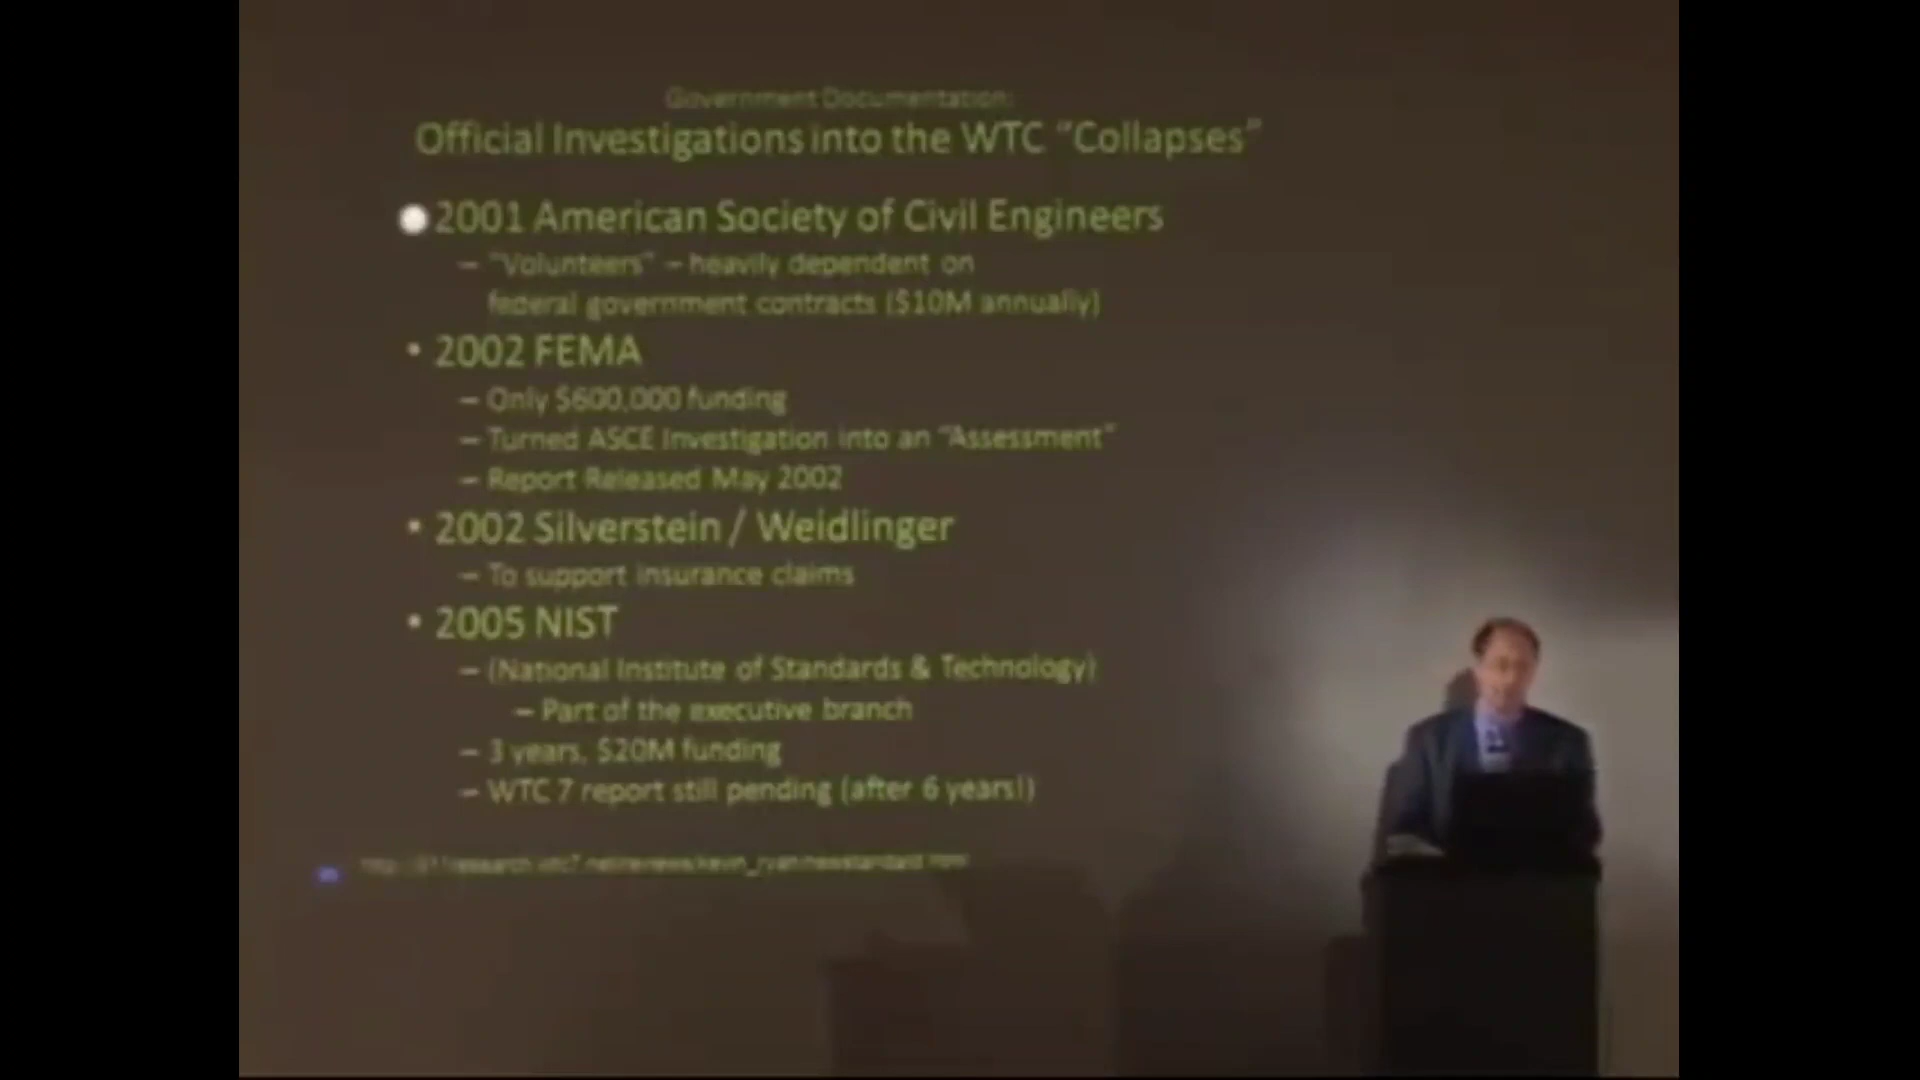 Government Documentation:
Official Investigations into the WTC "Collapses"
2001 American Society of Civil Engineers
– "Volunteers" – heavily dependent on
federal government contracts ($10M annually)
• 2002 FEMA
– Only $600,000 funding
– Turned ASCE Investigation into an "Assessment"
– Report Released May 2002
• 2002 Silverstein / Weidlinger
– To support insurance claims
• 2005 NIST
– (National Institute of Standards & Technology)
– Part of the executive branch
– 3 years, $20M funding
– WTC 7 report still pending (after 6 years!)